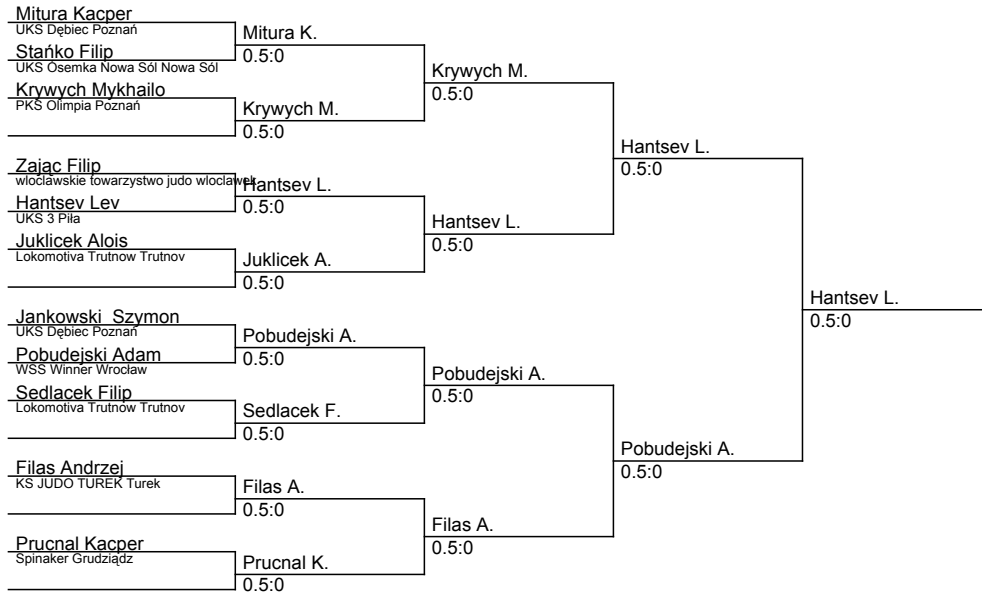 Mitura Kacper
UKS Dębiec Poznań
Stańko Filip
UKS Ósemka Nowa Sól Nowa Sól
Krywych Mykhailo
PKS Olimpia Poznań
Zając Filip
wloclawskie towarzystwo judo wloclawek
Hantsev Lev
UKS 3 Piła
Juklicek Alois
Lokomotiva Trutnow Trutnov
Jankowski  Szymon
UKS Dębiec Poznań
Pobudejski Adam
WSS Winner Wrocław
Sedlacek Filip
Lokomotiva Trutnow Trutnov
Filas Andrzej
KS JUDO TUREK Turek
Prucnal Kacper
Spinaker Grudziądz
Mitura K.
0.5:0
Krywych M.
0.5:0
Hantsev L.
0.5:0
Juklicek A.
0.5:0
Pobudejski A.
0.5:0
Sedlacek F.
0.5:0
Filas A.
0.5:0
Prucnal K.
0.5:0
Krywych M.
0.5:0
Hantsev L.
0.5:0
Pobudejski A.
0.5:0
Filas A.
0.5:0
Hantsev L.
0.5:0
Pobudejski A.
0.5:0
Hantsev L.
0.5:0